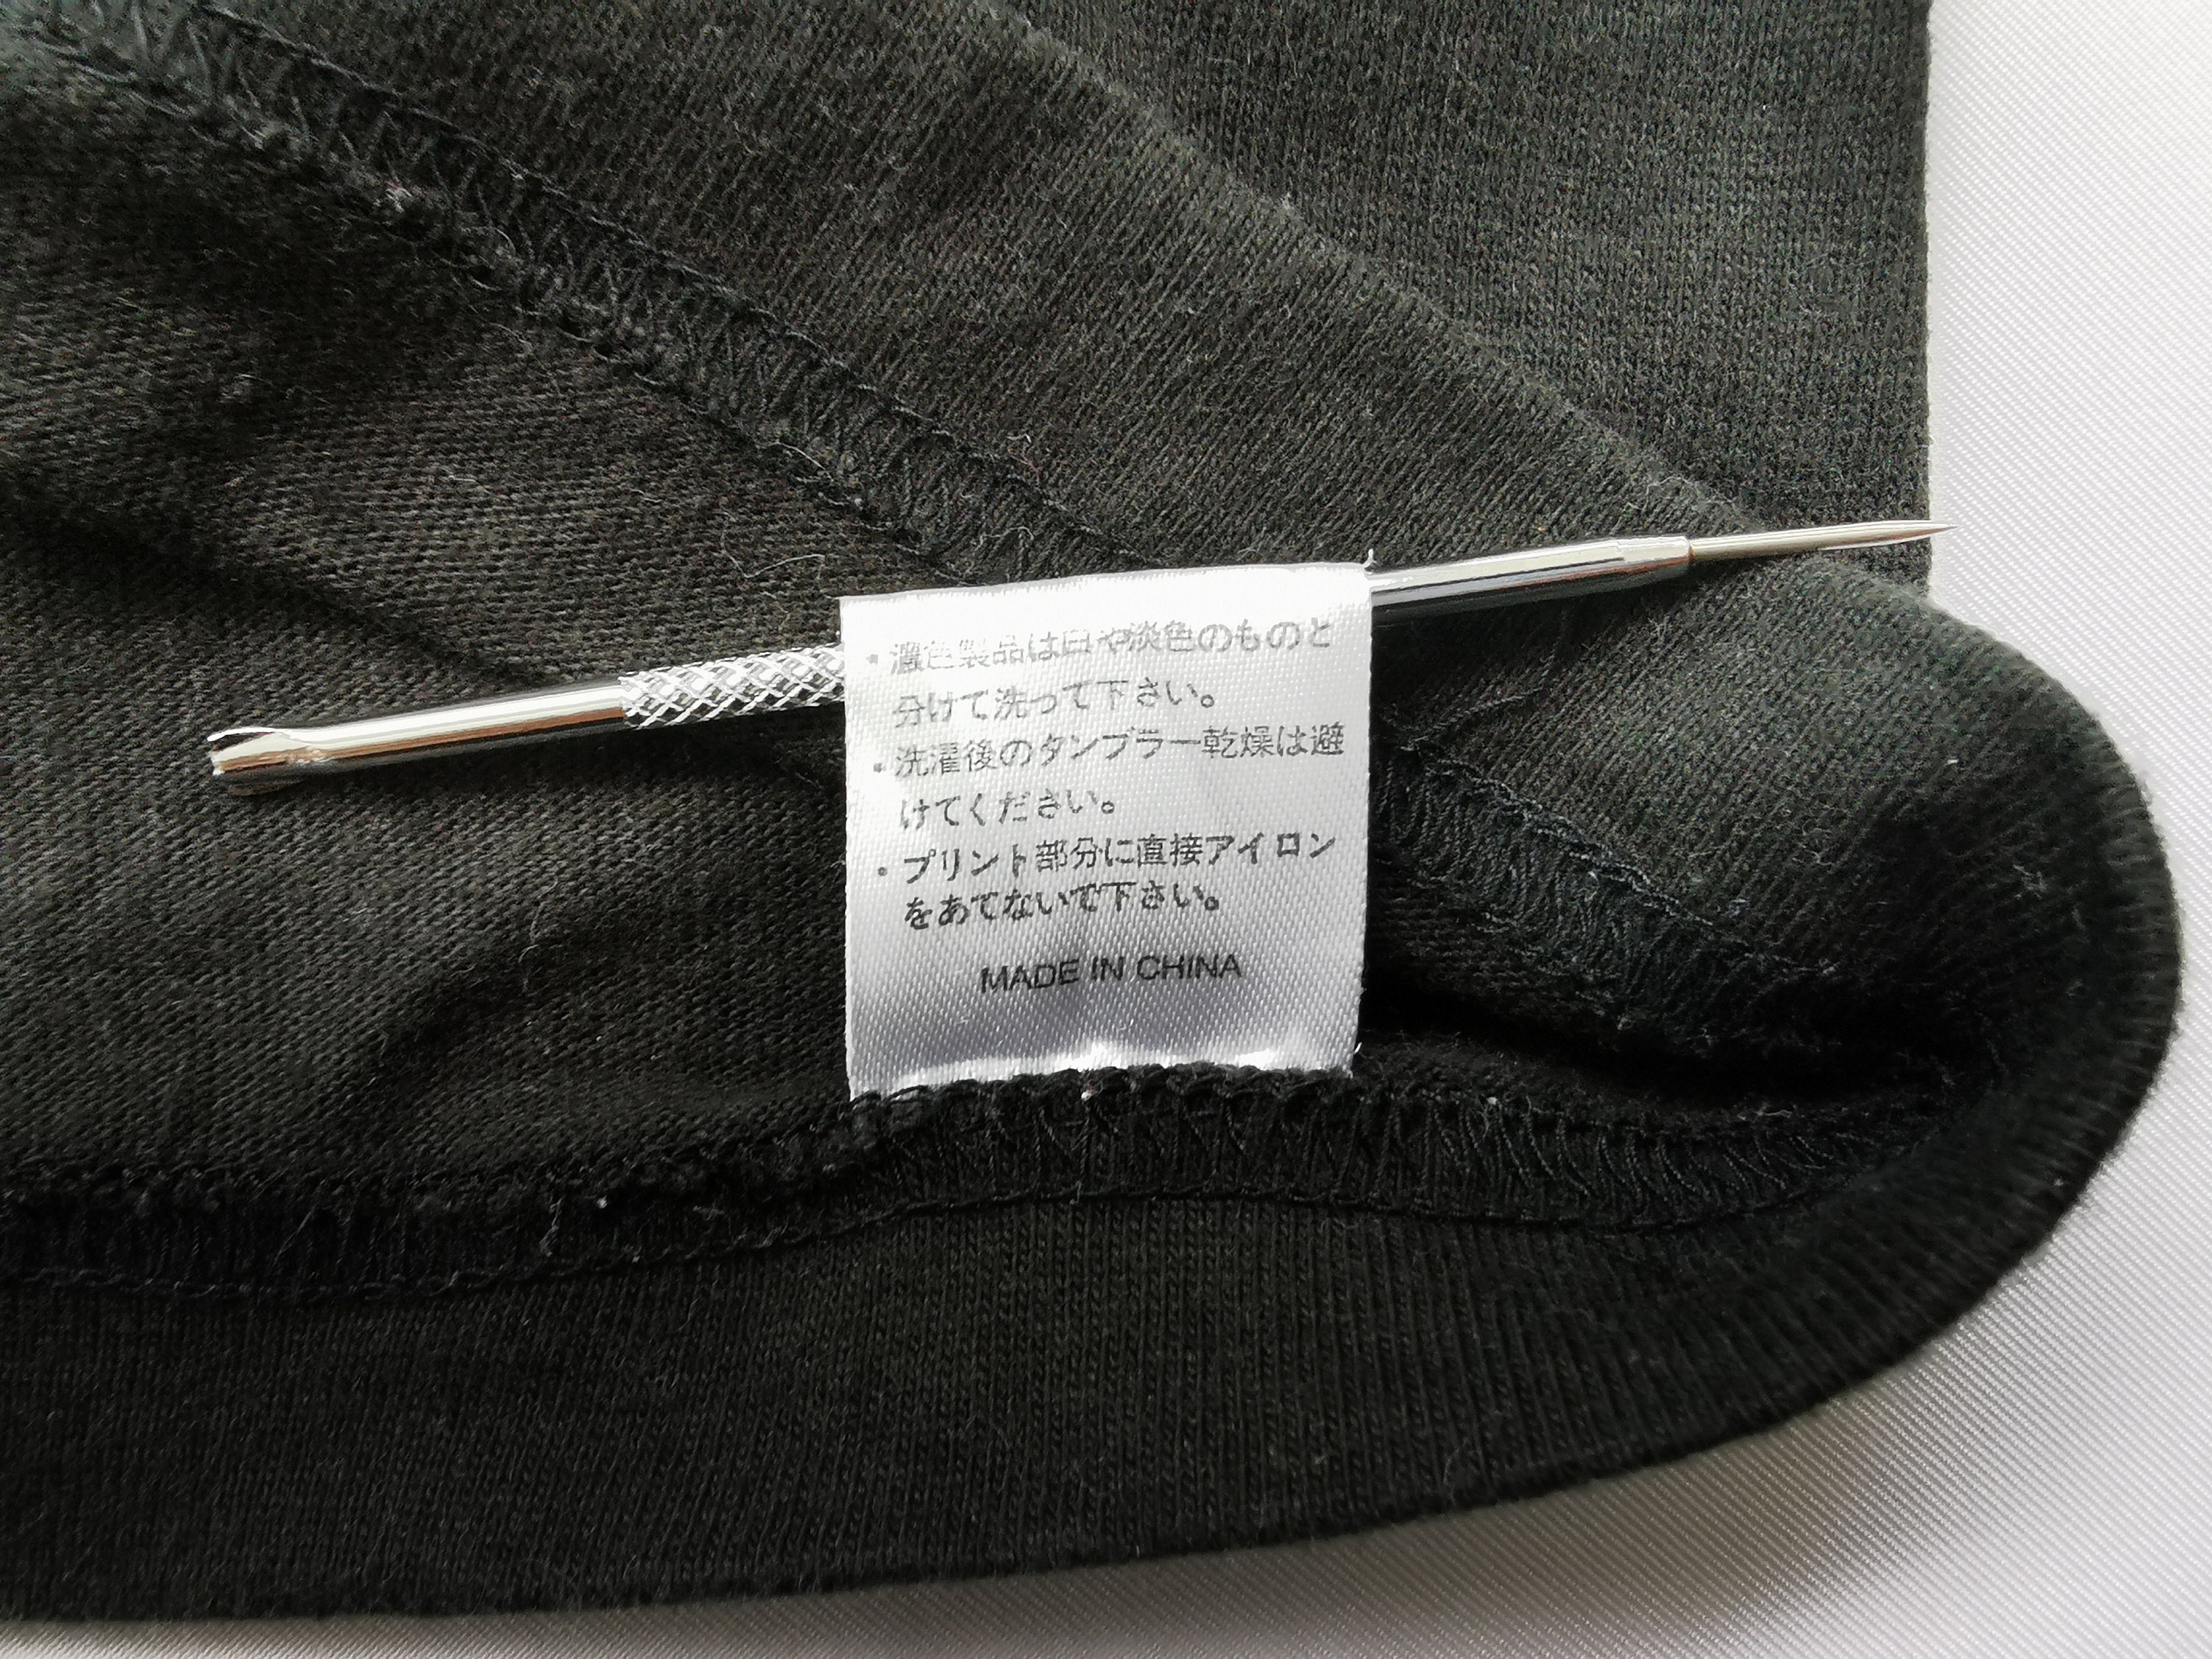 ・濃色製品は白や淡色のものと
分けて洗って下さい。
・洗濯後のタンブラー乾燥は避
けてください。
・プリント部分に直接アイロン
をあてないで下さい。
MADE IN CHINA